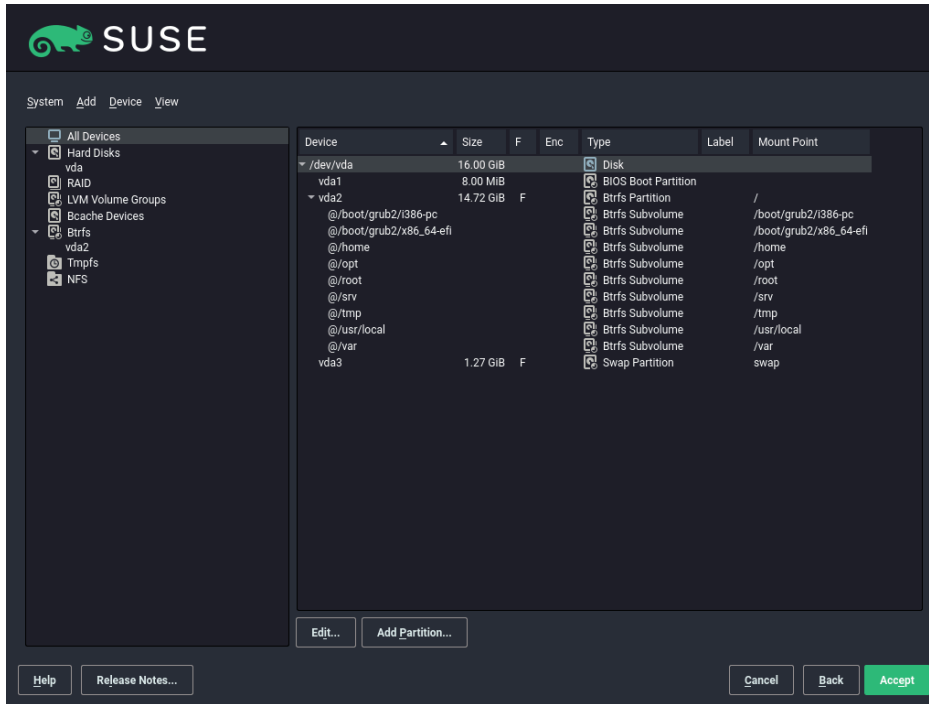 SUSE
System Add Device View
All Devices
Hard Disks
vda
RAID
LVM Volume Groups
Bcache Devices
Btrfs
vda2
Tmpfs
NFS
Device Size F Enc Type Label Mount Point
/dev/vda 16.00 GiB Disk
vda1 8.00 MiB BIOS Boot Partition
vda2 14.72 GiB F Btrfs Partition /
@/boot/grub2/i386-pc Btrfs Subvolume /boot/grub2/i386-pc
@/boot/grub2/x86_64-efi Btrfs Subvolume /boot/grub2/x86_64-efi
@/home Btrfs Subvolume /home
@/opt Btrfs Subvolume /opt
@/root Btrfs Subvolume /root
@/srv Btrfs Subvolume /srv
@/tmp Btrfs Subvolume /tmp
@/usr/local Btrfs Subvolume /usr/local
@/var Btrfs Subvolume /var
vda3 1.27 GiB F Swap Partition swap
Edit... Add Partition...
Help Release Notes... Cancel Back Accept